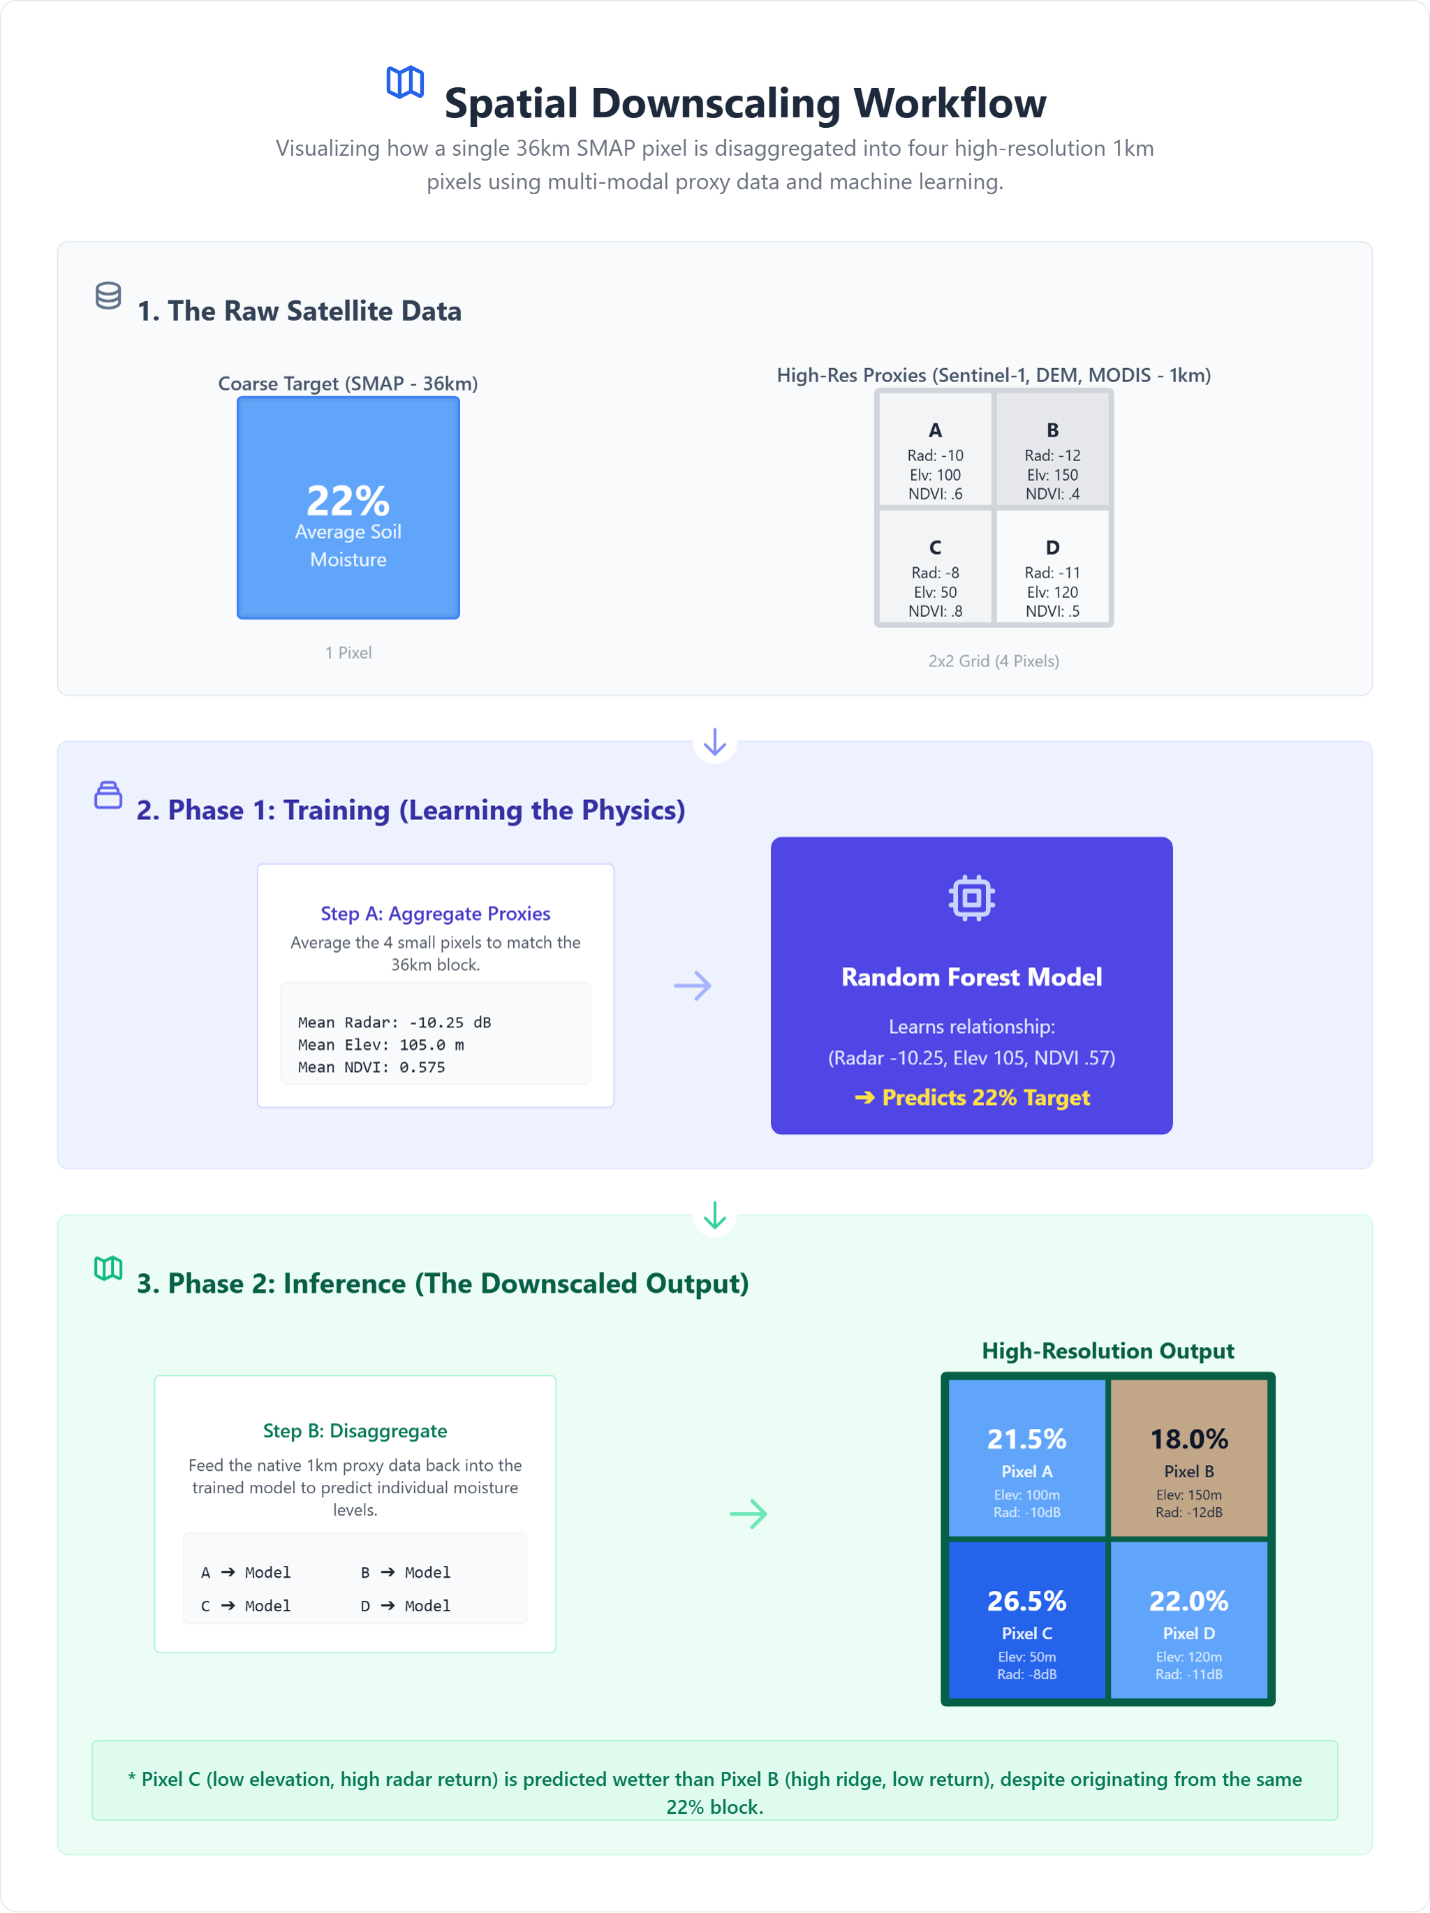 Spatial Downscaling Workflow
Visualizing how a single 36km SMAP pixel is disaggregated into four high-resolution 1km
pixels using multi-modal proxy data and machine learning.
1. The Raw Satellite Data
Coarse Target (SMAP - 36km)
22%
Average Soil
Moisture
1 Pixel
High-Res Proxies (Sentinel-1, DEM, MODIS - 1km)
A
Rad: -10
Elv: 100
NDVI: .6
B
Rad: -12
Elv: 150
NDVI: .4
C
Rad: -8
Elv: 50
NDVI: .8
D
Rad: -11
Elv: 120
NDVI: .5
2x2 Grid (4 Pixels)
2. Phase 1: Training (Learning the Physics)
Step A: Aggregate Proxies
Average the 4 small pixels to match the
36km block.
Mean Radar: -10.25 dB
Mean Elev: 105.0 m
Mean NDVI: 0.575
Random Forest Model
Learns relationship:
(Radar -10.25, Elev 105, NDVI .57)
➔ Predicts 22% Target
3. Phase 2: Inference (The Downscaled Output)
Step B: Disaggregate
Feed the native 1km proxy data back into the
trained model to predict individual moisture
levels.
A ➔ Model B ➔ Model
C ➔ Model D ➔ Model
High-Resolution Output
21.5%
Pixel A
Elev: 100m
Rad: -10dB
18.0%
Pixel B
Elev: 150m
Rad: -12dB
26.5%
Pixel C
Elev: 50m
Rad: -8dB
22.0%
Pixel D
Elev: 120m
Rad: -11dB
* Pixel C (low elevation, high radar return) is predicted wetter than Pixel B (high ridge, low return), despite originating from the same
22% block.